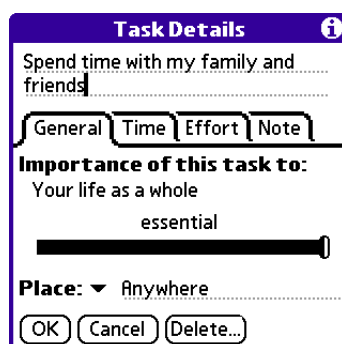 Task Details i
Spend time with my family and
friends
General Time Effort Note
Importance of this task to:
Your life as a whole
essential
Place: Anywhere
OK Cancel Delete...